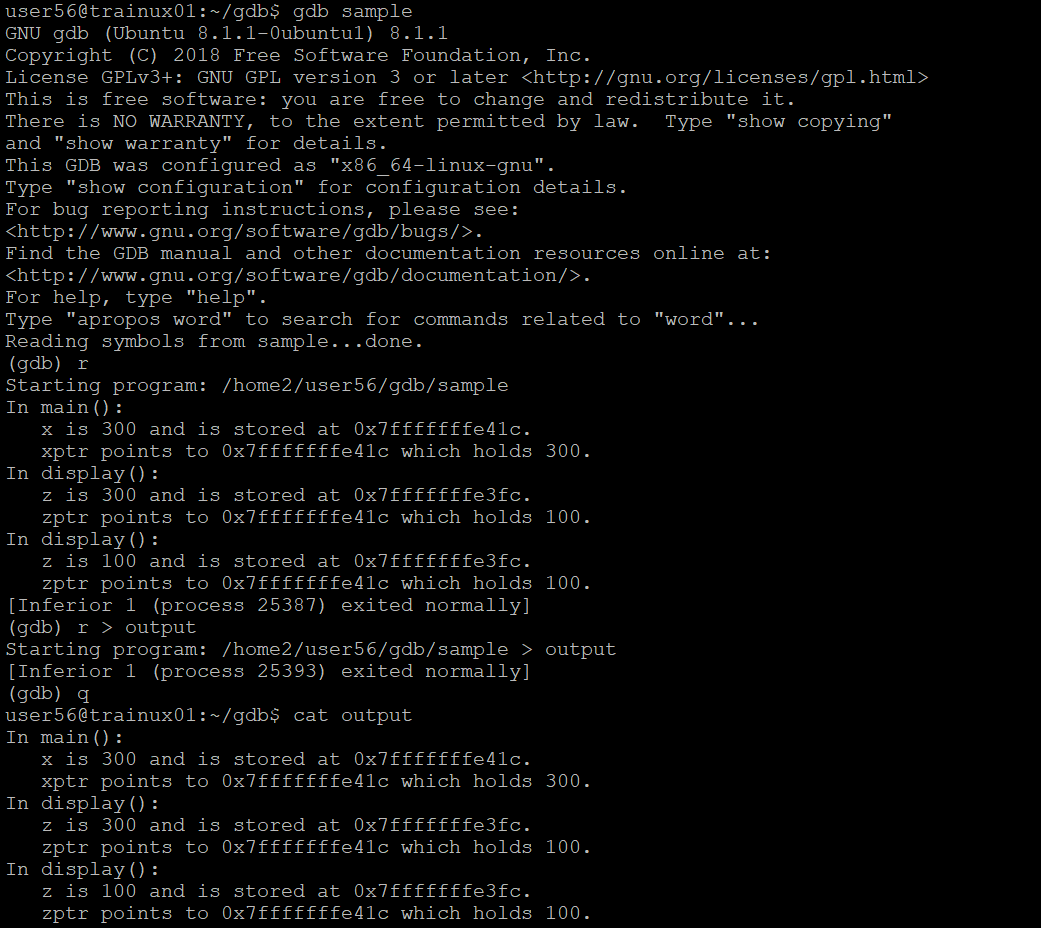 user56@trainux01:~/gdb$ gdb sample
GNU gdb (Ubuntu 8.1.1-0ubuntu1) 8.1.1
Copyright (C) 2018 Free Software Foundation, Inc.
License GPLv3+: GNU GPL version 3 or later <http://gnu.org/licenses/gpl.html>
This is free software: you are free to change and redistribute it.
There is NO WARRANTY, to the extent permitted by law.  Type "show copying"
and "show warranty" for details.
This GDB was configured as "x86_64-linux-gnu".
Type "show configuration" for configuration details.
For bug reporting instructions, please see:
<http://www.gnu.org/software/gdb/bugs/>.
Find the GDB manual and other documentation resources online at:
<http://www.gnu.org/software/gdb/documentation/>.
For help, type "help".
Type "apropos word" to search for commands related to "word"...
Reading symbols from sample...done.
(gdb) r
Starting program: /home2/user56/gdb/sample
In main():
   x is 300 and is stored at 0x7fffffffe41c.
   xptr points to 0x7fffffffe41c which holds 300.
In display():
   z is 300 and is stored at 0x7fffffffe3fc.
   zptr points to 0x7fffffffe41c which holds 100.
In display():
   z is 100 and is stored at 0x7fffffffe3fc.
   zptr points to 0x7fffffffe41c which holds 100.
[Inferior 1 (process 25387) exited normally]
(gdb) r > output
Starting program: /home2/user56/gdb/sample > output
[Inferior 1 (process 25393) exited normally]
(gdb) q
user56@trainux01:~/gdb$ cat output
In main():
   x is 300 and is stored at 0x7fffffffe41c.
   xptr points to 0x7fffffffe41c which holds 300.
In display():
   z is 300 and is stored at 0x7fffffffe3fc.
   zptr points to 0x7fffffffe41c which holds 100.
In display():
   z is 100 and is stored at 0x7fffffffe3fc.
   zptr points to 0x7fffffffe41c which holds 100.